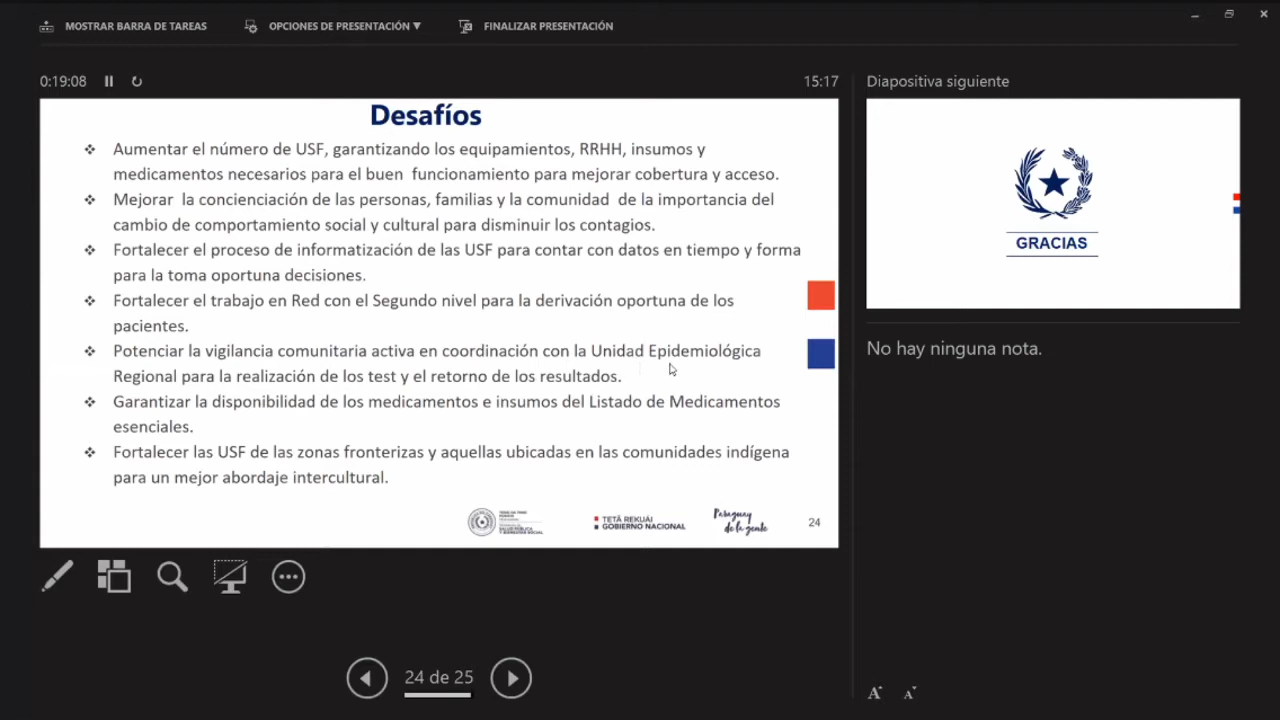 MOSTRAR BARRA DE TAREAS
OPCIONES DE PRESENTACIÓN ▼
FINALIZAR PRESENTACIÓN
0:19:08
15:17
Desafíos
❖ Aumentar el número de USF, garantizando los equipamientos, RRHH, insumos y
medicamentos necesarios para el buen funcionamiento para mejorar cobertura y acceso.
❖ Mejorar la concienciación de las personas, familias y la comunidad de la importancia del
cambio de comportamiento social y cultural para disminuir los contagios.
❖ Fortalecer el proceso de informatización de las USF para contar con datos en tiempo y forma
para la toma oportuna decisiones.
❖ Fortalecer el trabajo en Red con el Segundo nivel para la derivación oportuna de los
pacientes.
❖ Potenciar la vigilancia comunitaria activa en coordinación con la Unidad Epidemiológica
Regional para la realización de los test y el retorno de los resultados.
❖ Garantizar la disponibilidad de los medicamentos e insumos del Listado de Medicamentos
esenciales.
❖ Fortalecer las USF de las zonas fronterizas y aquellas ubicadas en las comunidades indígena
para un mejor abordaje intercultural.
SALUD PÚBLICA
Y BIENESTAR SOCIAL
TETÃ REKUÁI
GOBIERNO NACIONAL
Paraguay
de la gente
24
Diapositiva siguiente
GRACIAS
No hay ninguna nota.
24 de 25
A A